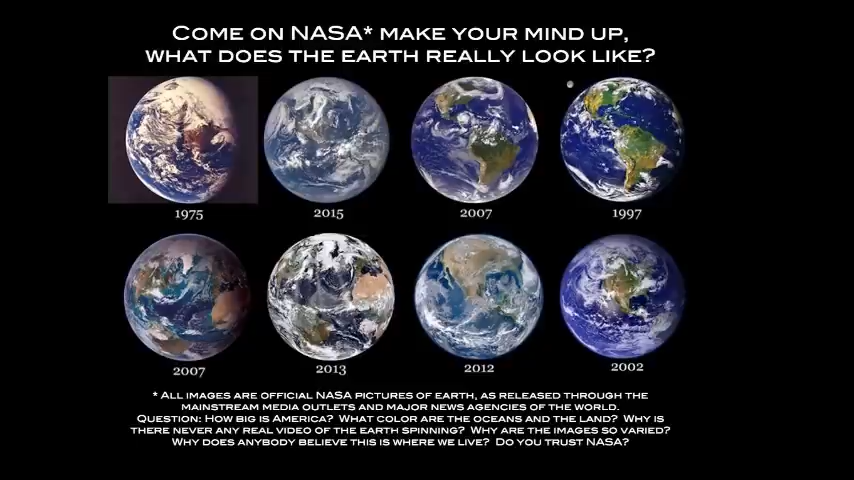 Come on NASA* make your mind up,
what does the earth really look like?
1975
2015
2007
1997
2007
2013
2012
2002
* All images are official NASA pictures of earth, as released through the
mainstream media outlets and major news agencies of the world.
Question: How big is America? What color are the oceans and the land? Why is
there never any real video of the earth spinning? Why are the images so varied?
Why does anybody believe this is where we live? Do you trust NASA?